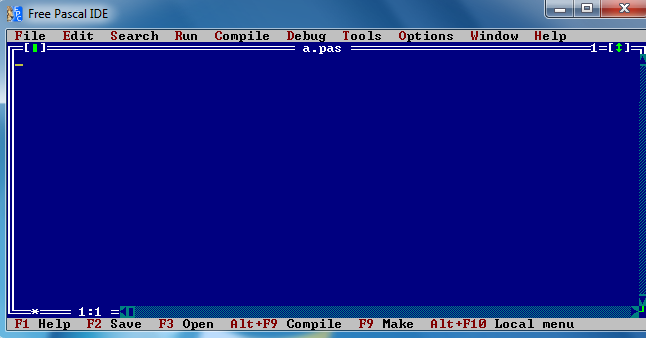 Free Pascal IDE
File Edit Search Run Compile Debug Tools Options Window Help
a.pas 1
1:1
F1 Help F2 Save F3 Open Alt+F9 Compile F9 Make Alt+F10 Local menu